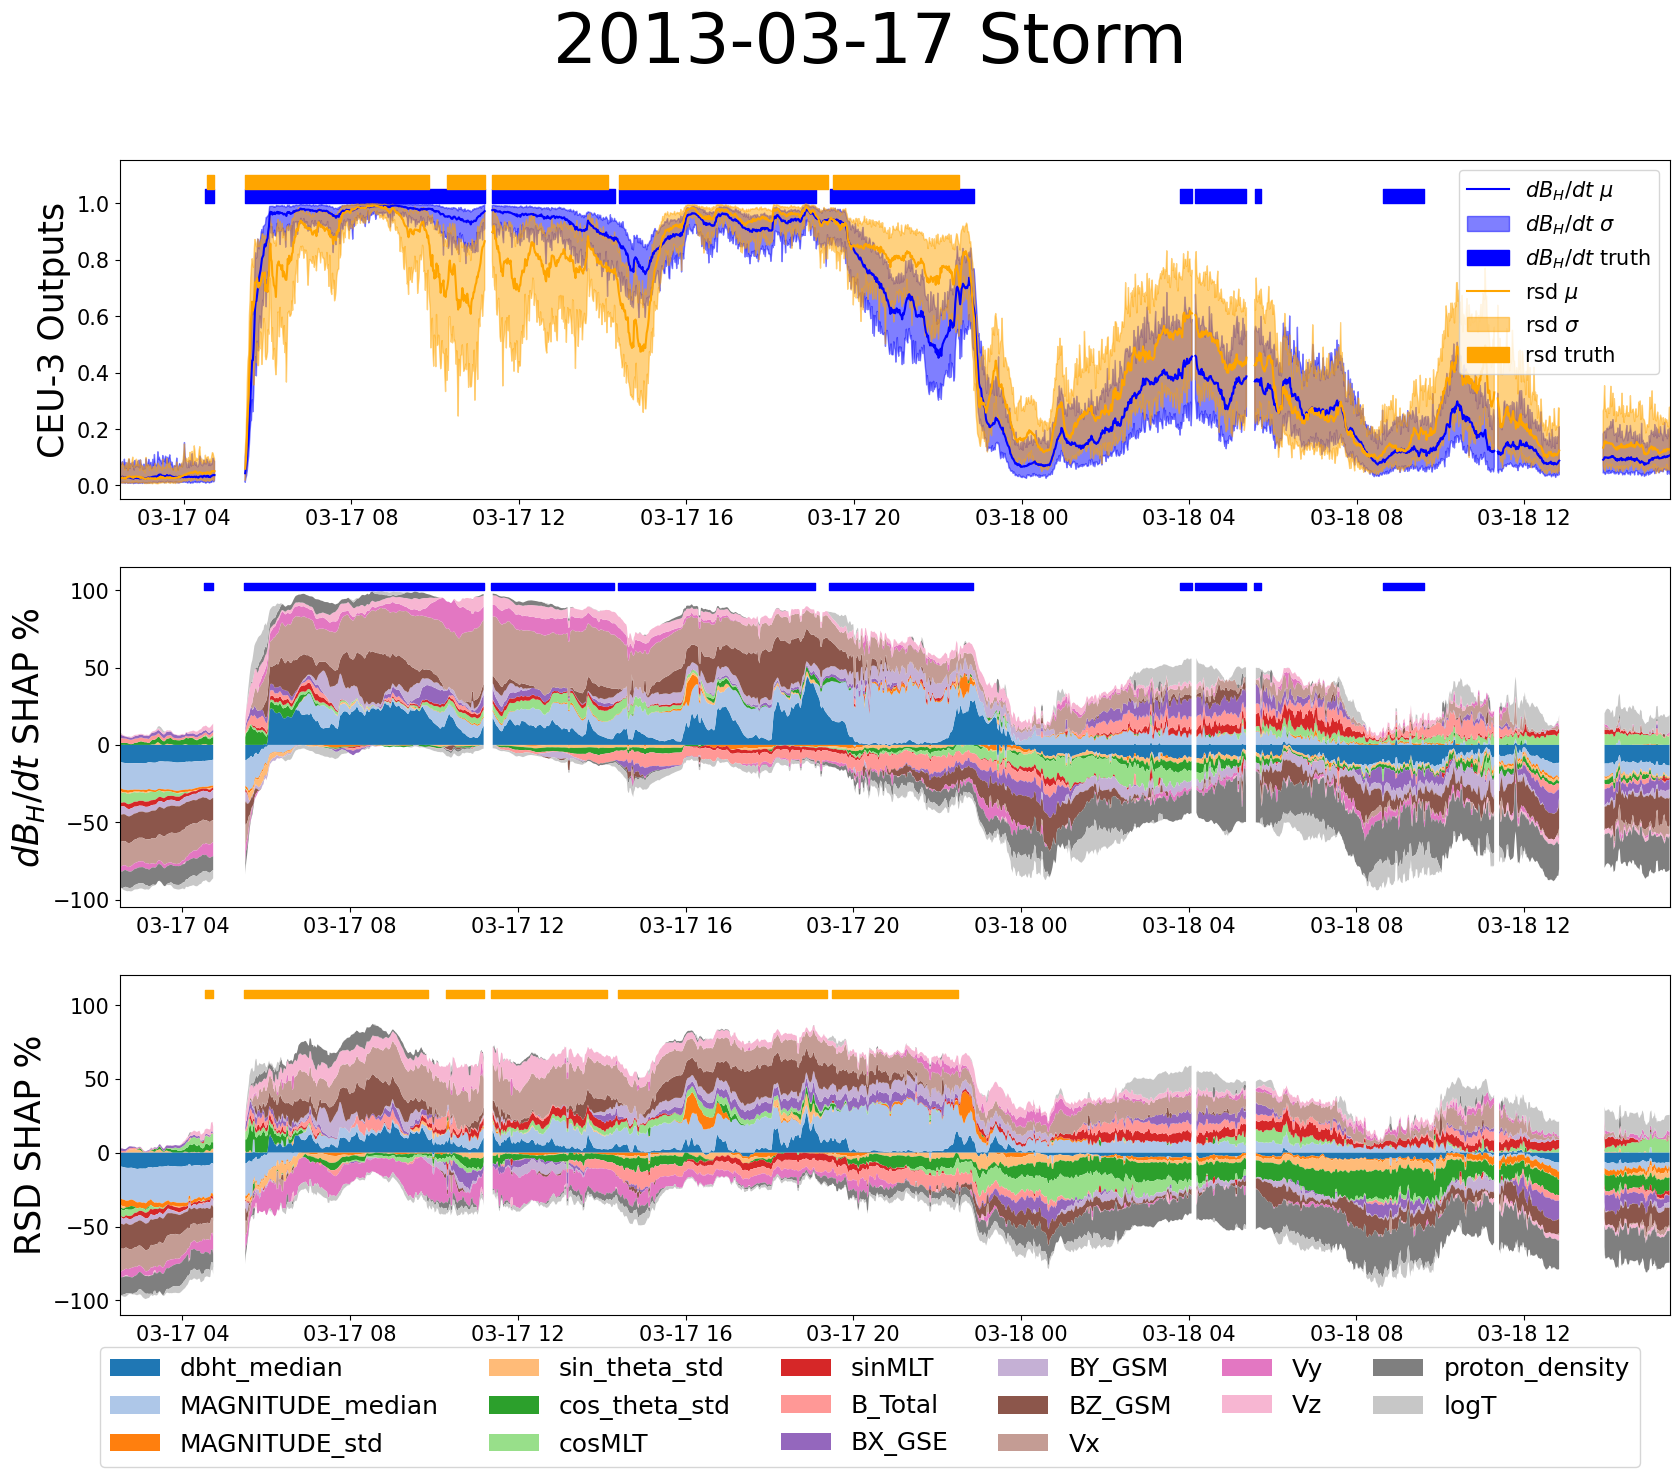 2013-03-17 Storm
CEU-3 Outputs
1.0
0.8
0.6
0.4
0.2
0.0
dB_H/dt μ
dB_H/dt σ
dB_H/dt truth
rsd μ
rsd σ
rsd truth
03-17 04 03-17 08 03-17 12 03-17 16 03-17 20 03-18 00 03-18 04 03-18 08 03-18 12
dB_H/dt SHAP %
100
50
0
−50
−100
03-17 04 03-17 08 03-17 12 03-17 16 03-17 20 03-18 00 03-18 04 03-18 08 03-18 12
RSD SHAP %
100
50
0
−50
−100
03-17 04 03-17 08 03-17 12 03-17 16 03-17 20 03-18 00 03-18 04 03-18 08 03-18 12
dbht_median sin_theta_std sinMLT BY_GSM Vy proton_density
MAGNITUDE_median cos_theta_std B_Total BZ_GSM Vz logT
MAGNITUDE_std cosMLT BX_GSE Vx